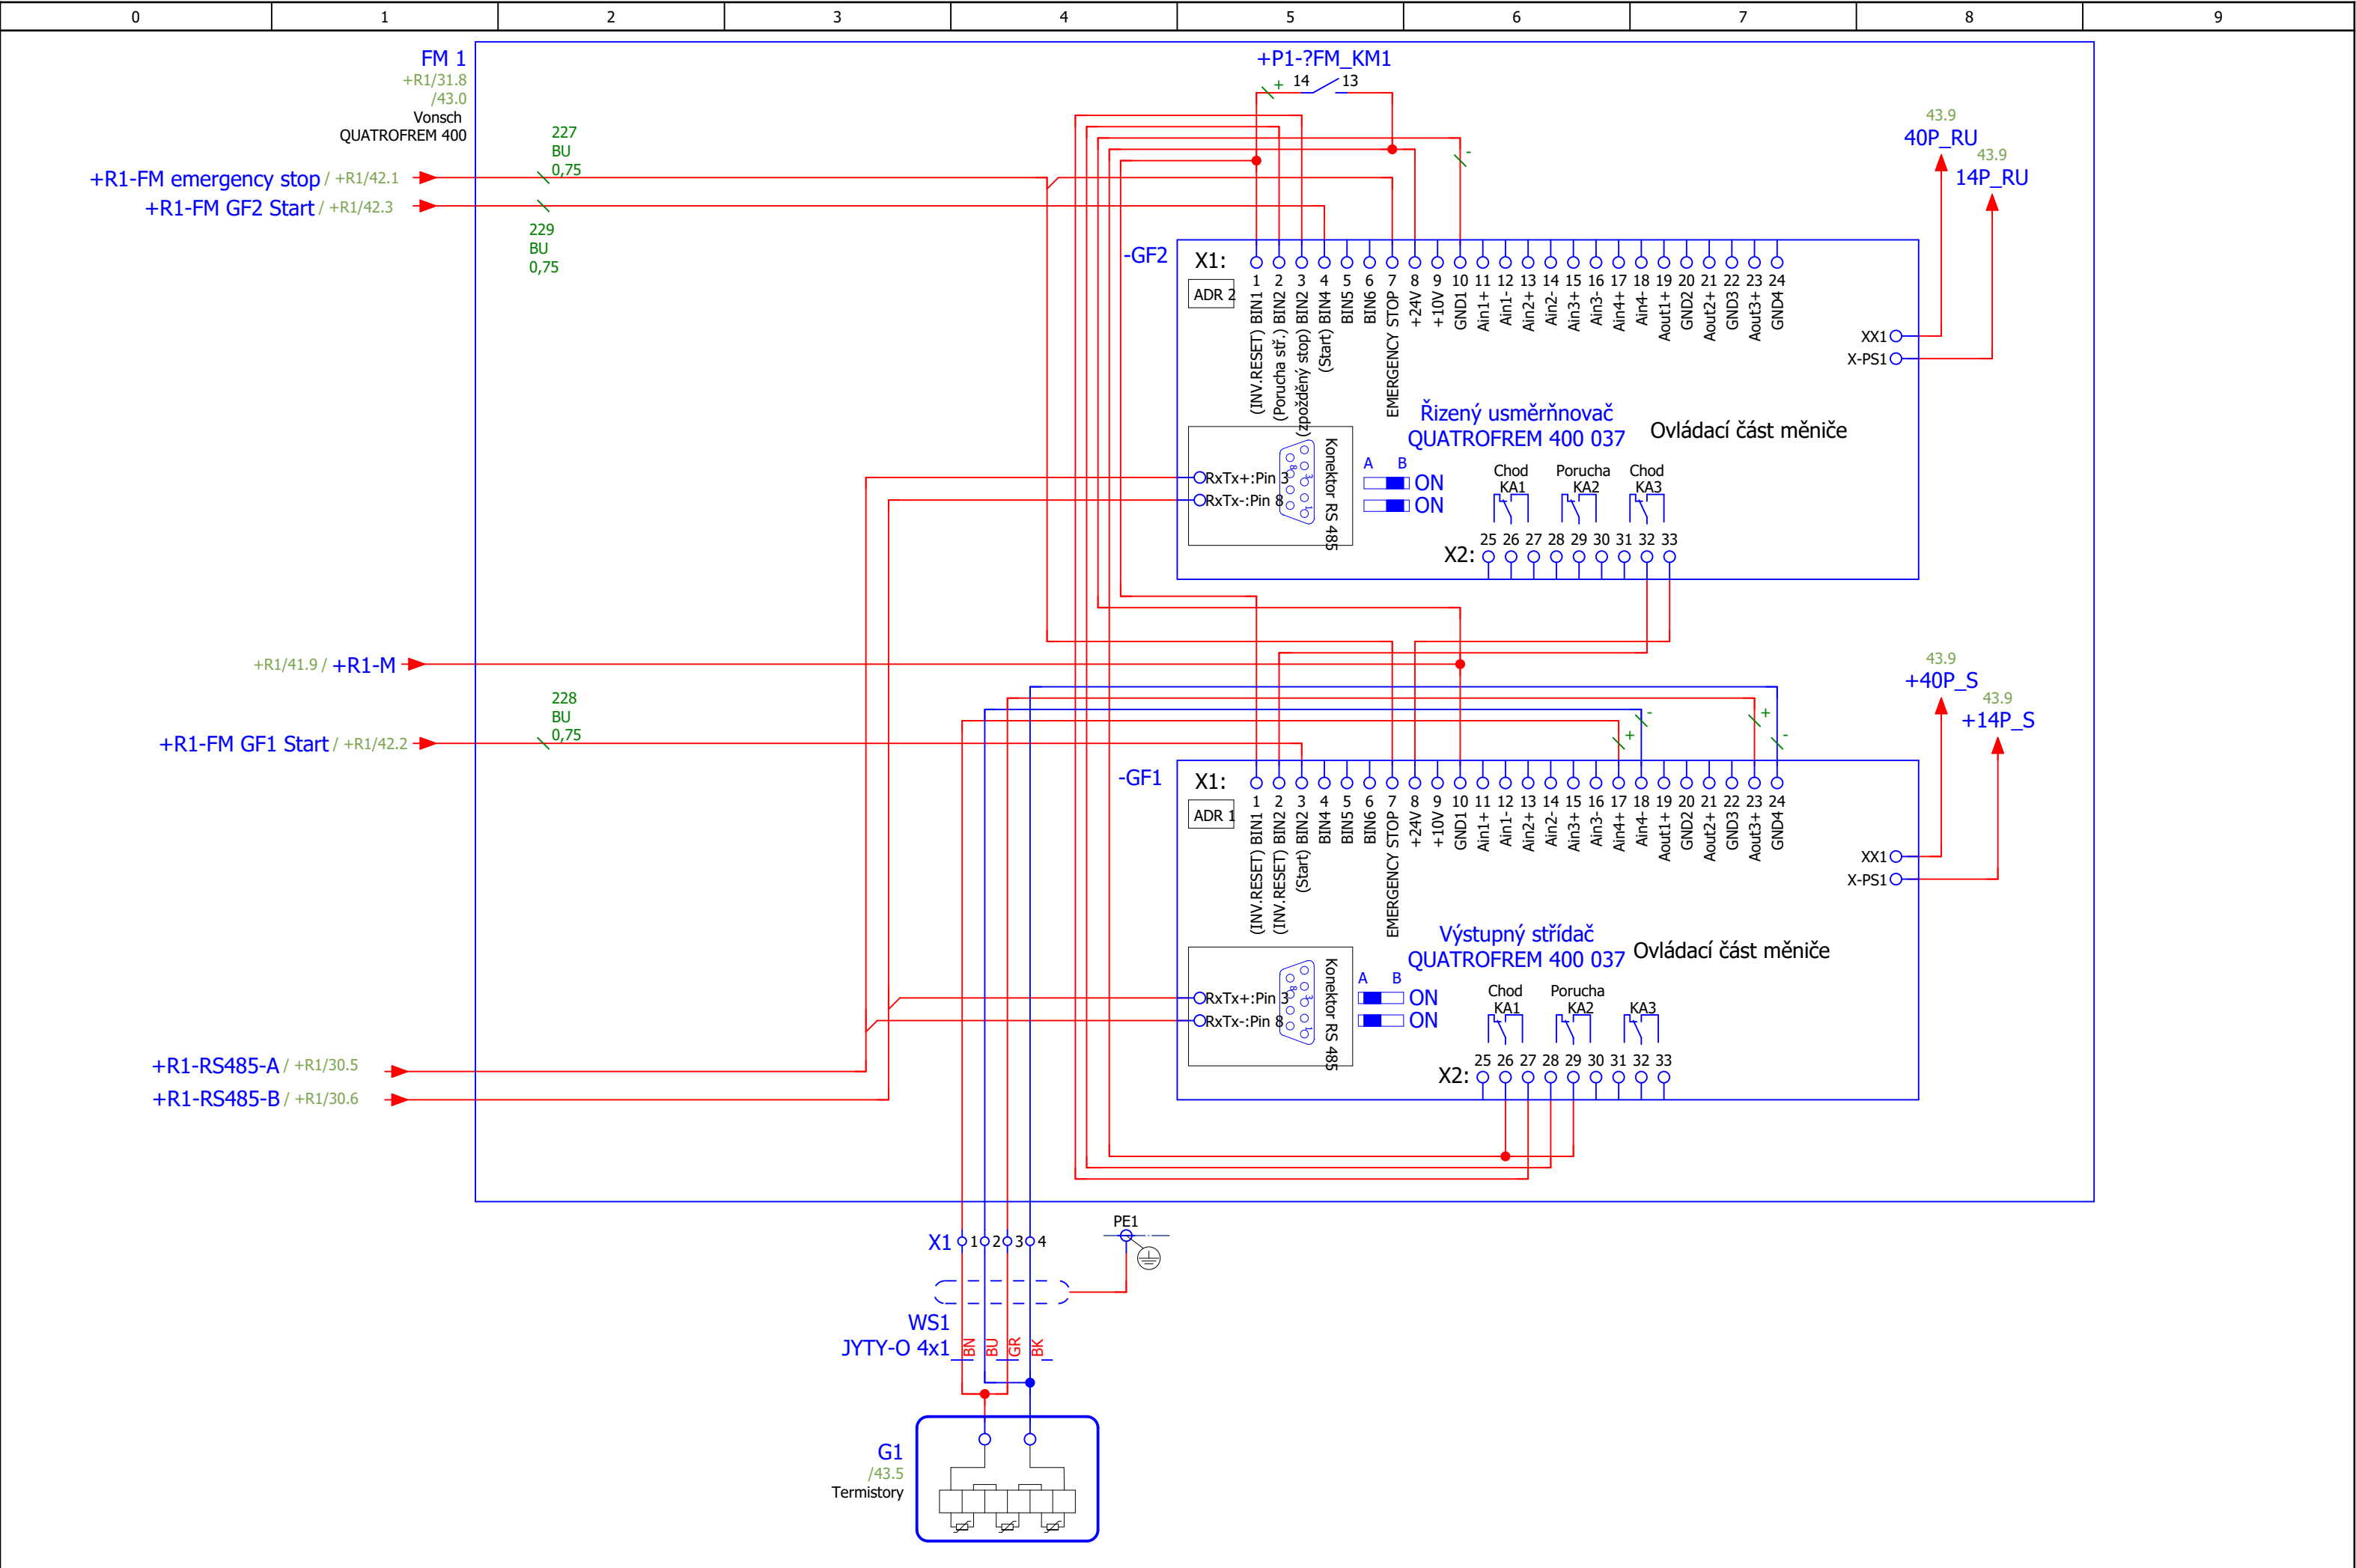 0 1 2 3 4 5 6 7 8 9
FM 1
+R1/31.8
/43.0
Vonsch
QUATROFREM 400
+P1-?FM_KM1
14 13
+
-
227
BU
0,75
+R1-FM emergency stop / +R1/42.1
+R1-FM GF2 Start / +R1/42.3
229
BU
0,75
43.9
40P_RU
43.9
14P_RU
-GF2
X1:
ADR 2
1 2 3 4 5 6 7 8 9 10 11 12 13 14 15 16 17 18 19 20 21 22 23 24
(INV.RESET) BIN1
(Porucha stř.) BIN2
(zpožděný stop) BIN2
(Start) BIN4
BIN5
BIN6
EMERGENCY STOP
+24V
+10V
GND1
Ain1+
Ain1-
Ain2+
Ain2-
Ain3+
Ain3-
Ain4+
Ain4-
Aout1+
GND2
Aout2+
GND3
Aout3+
GND4
XX1
X-PS1
Řizený usměrňnovač
QUATROFREM 400 037
Ovládací část měniče
RxTx+:Pin 3
RxTx-:Pin 8
8
3
1
Konektor RS 485
A B
ON
ON
Chod
KA1
Porucha
KA2
Chod
KA3
X2:
25 26 27 28 29 30 31 32 33
+R1/41.9 / +R1-M
228
BU
0,75
+R1-FM GF1 Start / +R1/42.2
43.9
+40P_S
43.9
+14P_S
+
-
+
-
-GF1
X1:
ADR 1
1 2 3 4 5 6 7 8 9 10 11 12 13 14 15 16 17 18 19 20 21 22 23 24
(INV.RESET) BIN1
(INV.RESET) BIN2
(Start) BIN2
BIN4
BIN5
BIN6
EMERGENCY STOP
+24V
+10V
GND1
Ain1+
Ain1-
Ain2+
Ain2-
Ain3+
Ain3-
Ain4+
Ain4-
Aout1+
GND2
Aout2+
GND3
Aout3+
GND4
XX1
X-PS1
Výstupný střídač
QUATROFREM 400 037
Ovládací část měniče
RxTx+:Pin 3
RxTx-:Pin 8
8
3
1
Konektor RS 485
A B
ON
ON
Chod
KA1
Porucha
KA2
KA3
X2:
25 26 27 28 29 30 31 32 33
+R1-RS485-A / +R1/30.5
+R1-RS485-B / +R1/30.6
X1 1 2 3 4
PE1
WS1
JYTY-O 4x1
BN
BU
GR
BK
G1
/43.5
Termistory